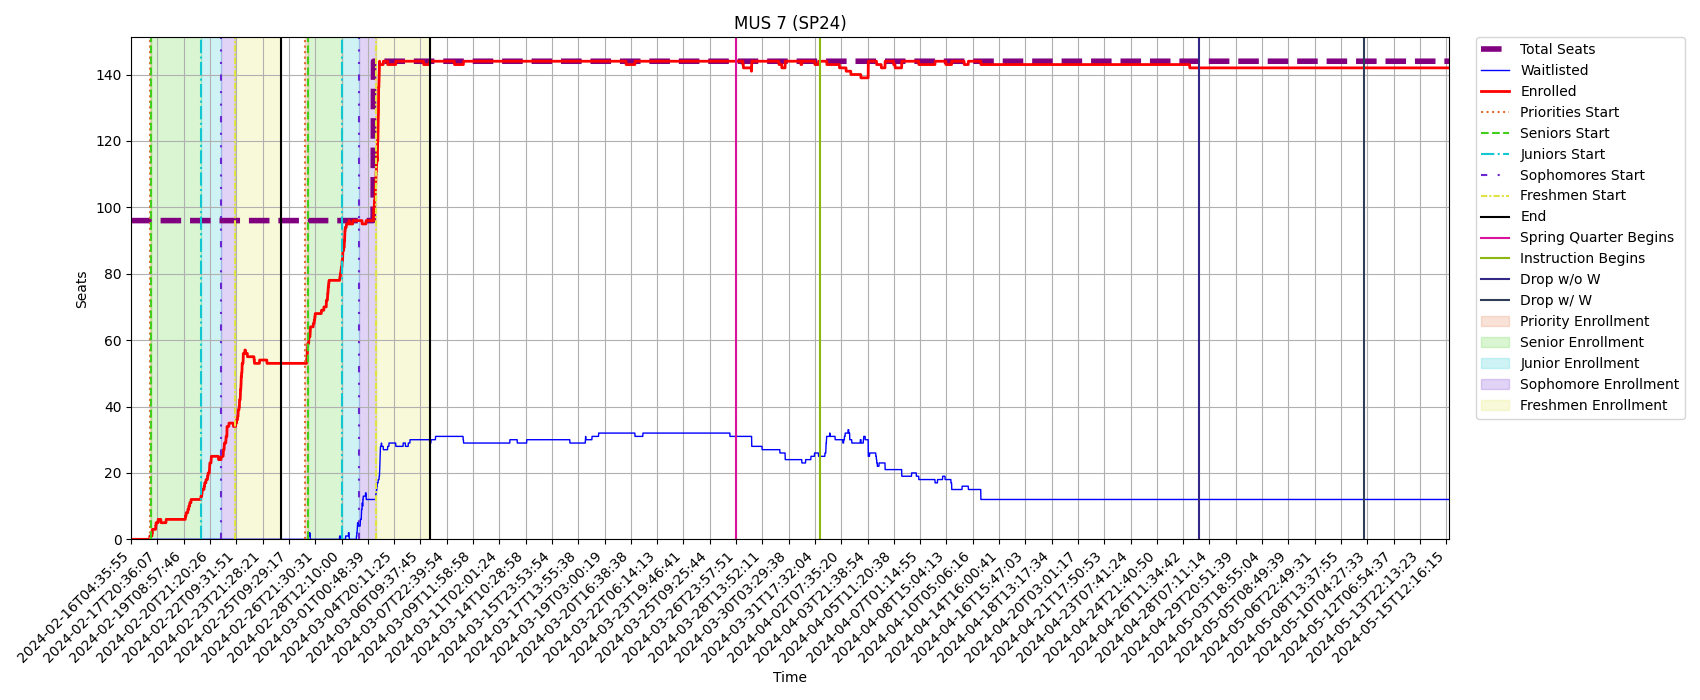 MUS 7 (SP24)
Seats
140
120
100
80
60
40
20
0
2024-02-16T04:35:55
2024-02-17T20:36:07
2024-02-19T08:57:46
2024-02-20T21:20:26
2024-02-22T09:31:51
2024-02-23T21:28:21
2024-02-25T09:29:17
2024-02-26T21:30:31
2024-02-28T12:10:00
2024-03-01T00:48:39
2024-03-04T20:11:25
2024-03-06T09:37:45
2024-03-07T22:39:54
2024-03-09T11:58:58
2024-03-11T02:01:24
2024-03-14T10:28:58
2024-03-15T23:53:54
2024-03-17T13:55:38
2024-03-19T03:00:19
2024-03-20T16:38:38
2024-03-22T06:14:13
2024-03-23T19:46:41
2024-03-25T09:25:44
2024-03-26T23:57:51
2024-03-28T13:52:11
2024-03-30T03:29:38
2024-03-31T17:32:04
2024-04-02T07:35:20
2024-04-03T21:38:54
2024-04-05T11:20:38
2024-04-07T01:14:55
2024-04-08T15:04:13
2024-04-10T05:06:16
2024-04-14T16:00:41
2024-04-16T15:47:03
2024-04-18T13:17:34
2024-04-20T03:01:17
2024-04-21T17:50:53
2024-04-23T07:41:24
2024-04-24T21:40:50
2024-04-26T11:34:42
2024-04-28T07:11:14
2024-04-29T20:51:39
2024-05-03T18:55:04
2024-05-05T08:49:39
2024-05-06T22:49:31
2024-05-08T13:37:55
2024-05-10T04:27:33
2024-05-12T06:54:37
2024-05-13T22:13:23
2024-05-15T12:16:15
Time
Total Seats
Waitlisted
Enrolled
Priorities Start
Seniors Start
Juniors Start
Sophomores Start
Freshmen Start
End
Spring Quarter Begins
Instruction Begins
Drop w/o W
Drop w/ W
Priority Enrollment
Senior Enrollment
Junior Enrollment
Sophomore Enrollment
Freshmen Enrollment